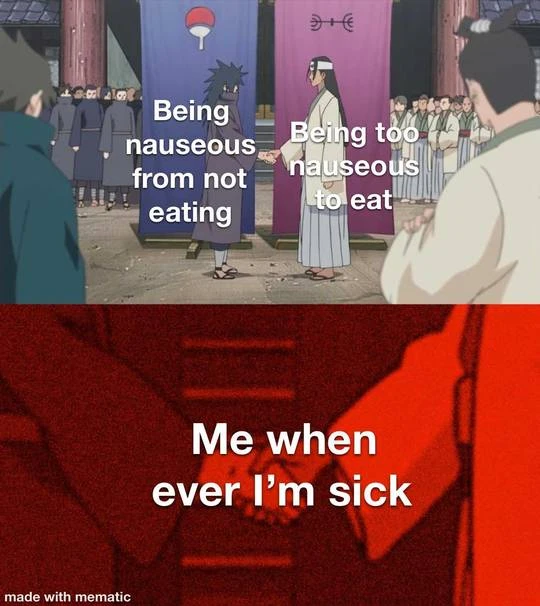 Being
nauseous
from not
eating
Being too
nauseous
to eat
Me when
ever I'm sick
made with mematic